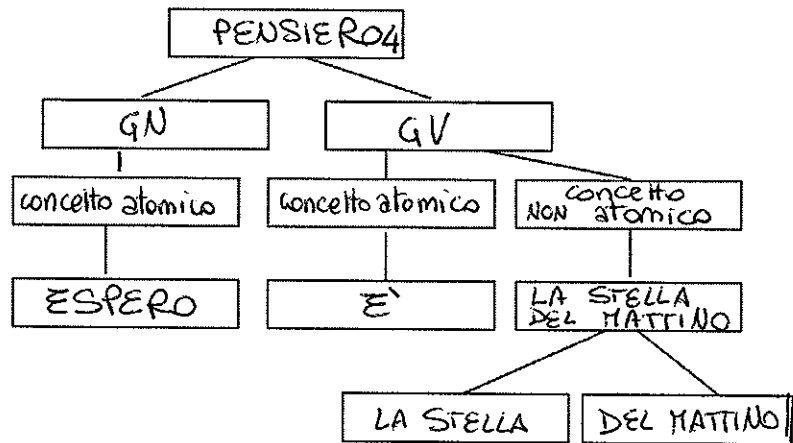 PENSIERO4
GN
GV
concetto atomico
concetto atomico
concetto
NON atomico
ESPERO
E`
LA STELLA
DEL MATTINO
LA STELLA
DEL MATTINO